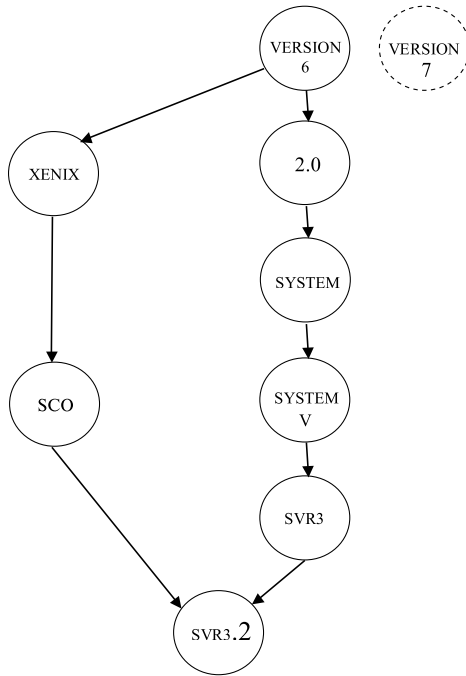 VERSION
6
VERSION
7
2.0
XENIX
SYSTEM
SCO
SYSTEM
V
SVR3
SVR3.2